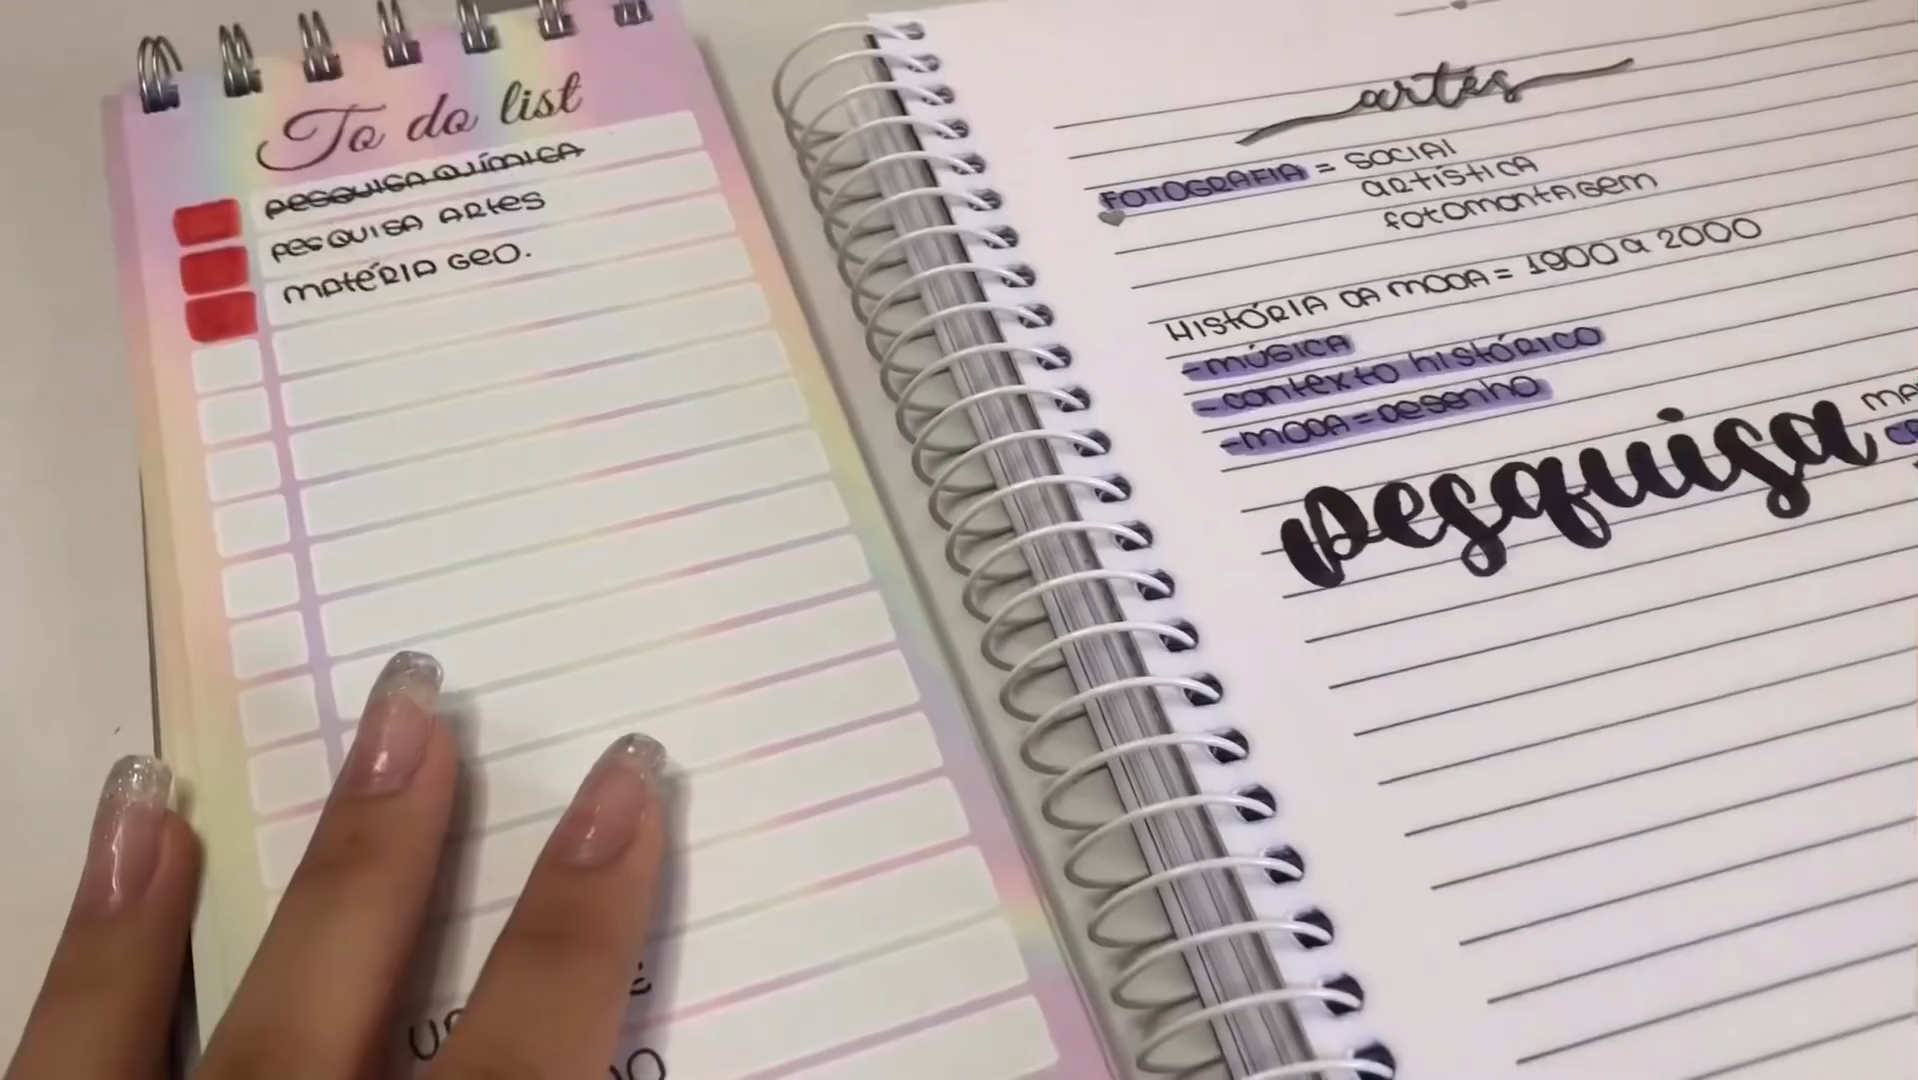 To do list
PESQUISA QUÍMICA
PESQUISA ARTES
MATÉRIA GEO.
artes
FOTOGRAFIA = SOCIAL
ARTÍSTICA
FOTOMONTAGEM
HISTÓRIA DA MODA = 1900 A 2000
-MÚSICA
-CONTEXTO HISTÓRICO
-MODA = DESENHO
Pesquisa